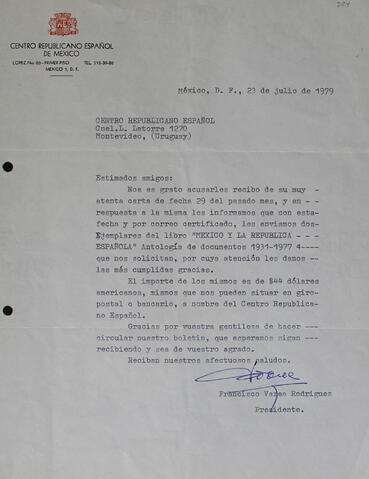 224
CENTRO REPUBLICANO ESPAÑOL
DE MEXICO
LOPEZ No. 60 - PRIMER PISO TEL. 512-39-86
MEXICO 1, D. F.
México, D. F., 23 de julio de 1979
CENTRO REPUBLICANO ESPAÑOL
Cnel.L. Latorre 1270
Montevideo, (Uruguay)
Estimados amigos:
Nos es grato acusarles recibo de su muy -
atenta carta de fecha 29 del pasado mes, y en --
respuesta a la misma les informamos que con esta-
fecha y por correo certificado, les enviamos dos-
Ejemplares del libro "MEXICO Y LA REPUBLICA - - -
ESPAÑOLA" Antología de documentos 1931-1977 4----
que nos solicitan, por cuya atención les damos --
las más cumplidas gracias.
El importe de los mismos es de $44 dólares
americanos, mismos que nos pueden situar en giro-
postal o bancario, a nombre del Centro Republica-
no Español.
Gracias por vuestra gentileza de hacer ---
circular nuestro boletin, que esperamos sigan ---
recibiendo y sea de vuestro agrado.
Reciban nuestros afectuosos saludos.
Francisco Varea Rodríguez
Presidente.